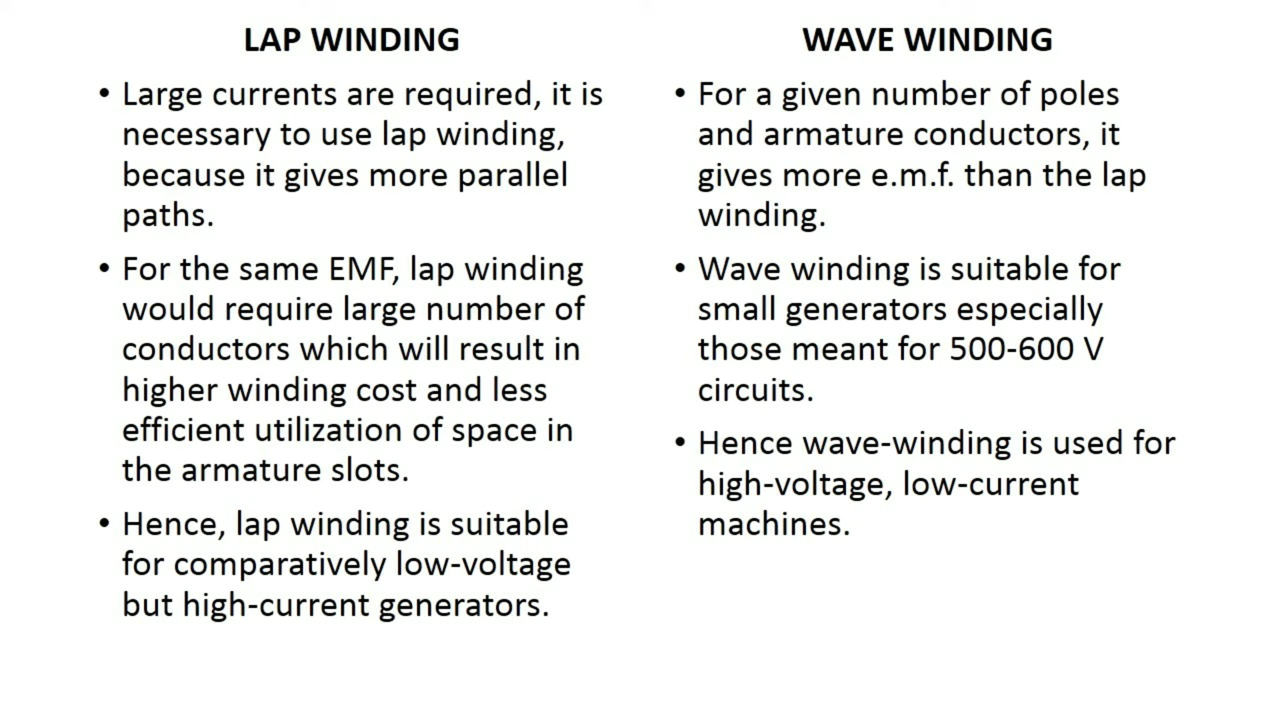 LAP WINDING
• Large currents are required, it is
necessary to use lap winding,
because it gives more parallel
paths.
• For the same EMF, lap winding
would require large number of
conductors which will result in
higher winding cost and less
efficient utilization of space in
the armature slots.
• Hence, lap winding is suitable
for comparatively low-voltage
but high-current generators.
WAVE WINDING
• For a given number of poles
and armature conductors, it
gives more e.m.f. than the lap
winding.
• Wave winding is suitable for
small generators especially
those meant for 500-600 V
circuits.
• Hence wave-winding is used for
high-voltage, low-current
machines.